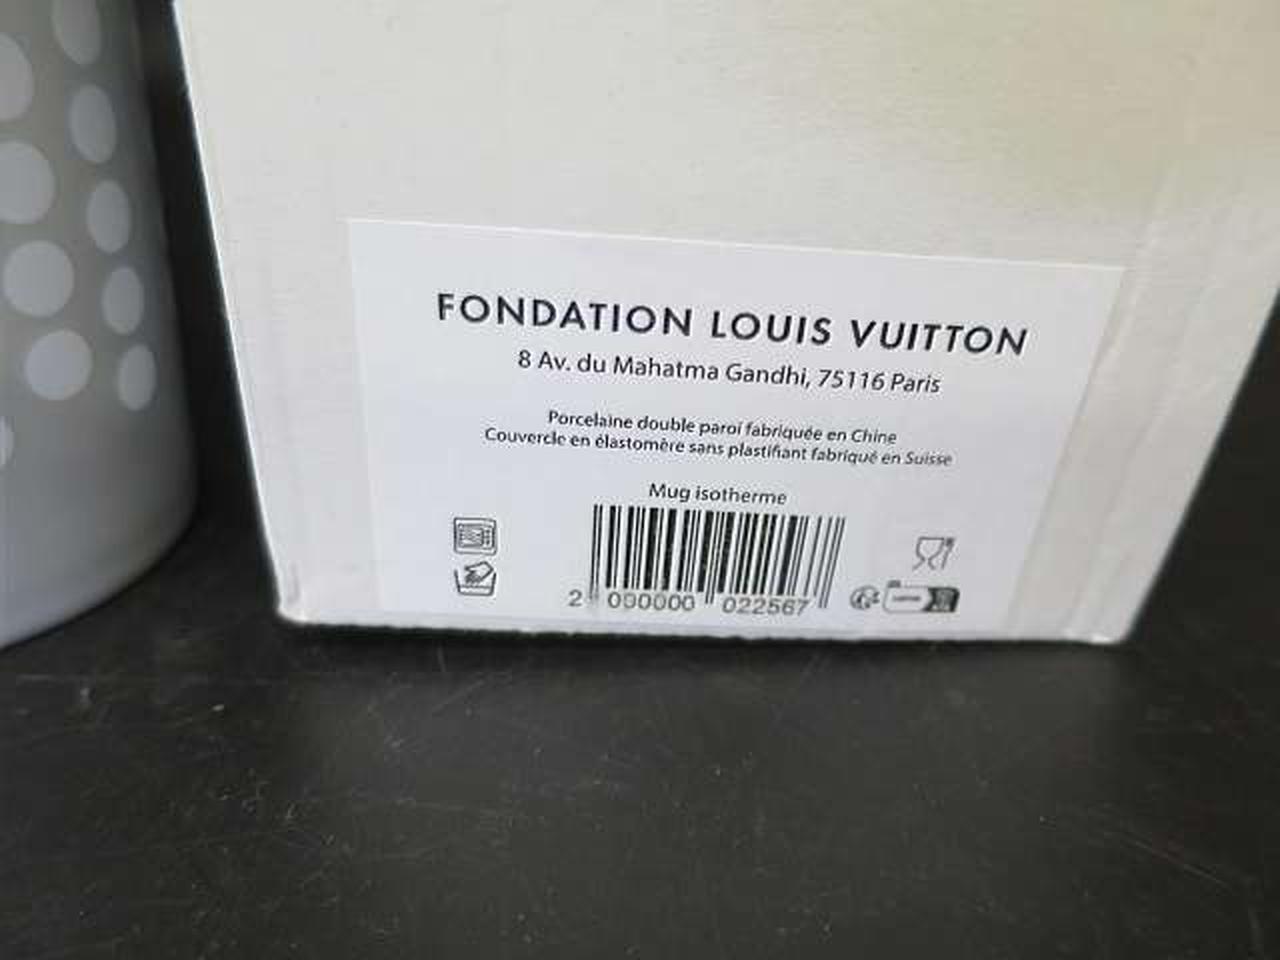 FONDATION LOUIS VUITTON
8 Av. du Mahatma Gandhi, 75116 Paris
Porcelaine double paroi fabriquée en Chine
Couvercle en élastomère sans plastifiant fabriqué en Suisse
Mug isotherme
2 090000 022567